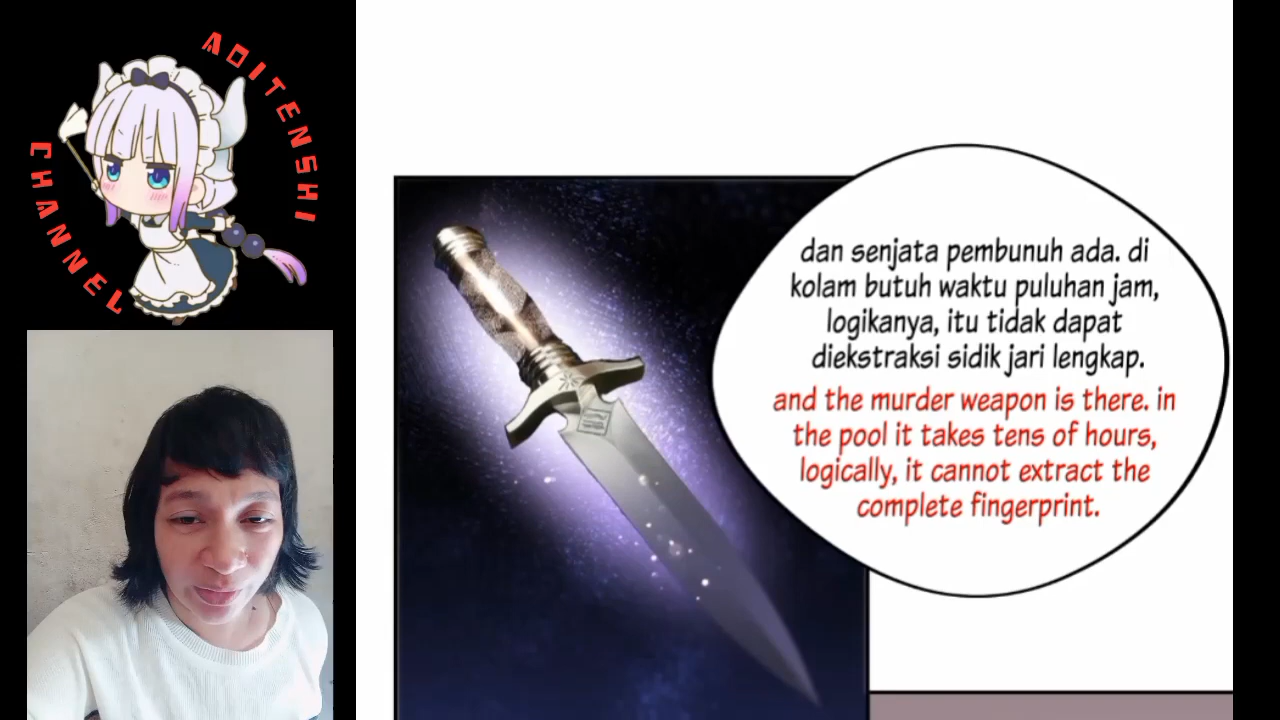 AOITENSHI
CHANNEL
dan senjata pembunuh ada. di
kolam butuh waktu puluhan jam,
logikanya, itu tidak dapat
diekstraksi sidik jari lengkap.
and the murder weapon is there. in
the pool it takes tens of hours,
logically, it cannot extract the
complete fingerprint.